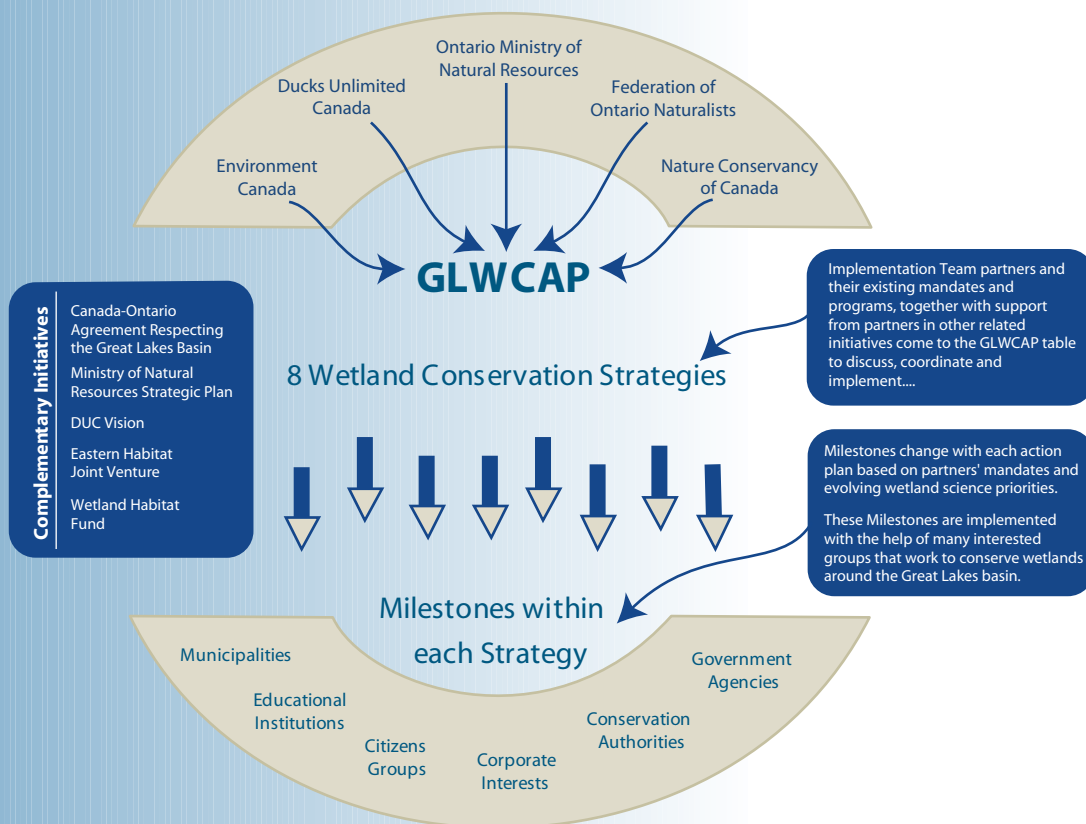 Ontario Ministry of
Natural Resources
Ducks Unlimited
Canada
Federation of
Ontario Naturalists
Environment
Canada
Nature Conservancy
of Canada
GLWCAP
Complementary Initiatives
Canada-Ontario
Agreement Respecting
the Great Lakes Basin
Ministry of Natural
Resources Strategic Plan
DUC Vision
Eastern Habitat
Joint Venture
Wetland Habitat
Fund
Implementation Team partners and
their existing mandates and
programs, together with support
from partners in other related
initiatives come to the GLWCAP table
to discuss, coordinate and
implement....
8 Wetland Conservation Strategies
Milestones change with each action
plan based on partners' mandates and
evolving wetland science priorities.
These Milestones are implemented
with the help of many interested
groups that work to conserve wetlands
around the Great Lakes basin.
Milestones within
each Strategy
Municipalities
Educational
Institutions
Citizens
Groups
Corporate
Interests
Conservation
Authorities
Government
Agencies